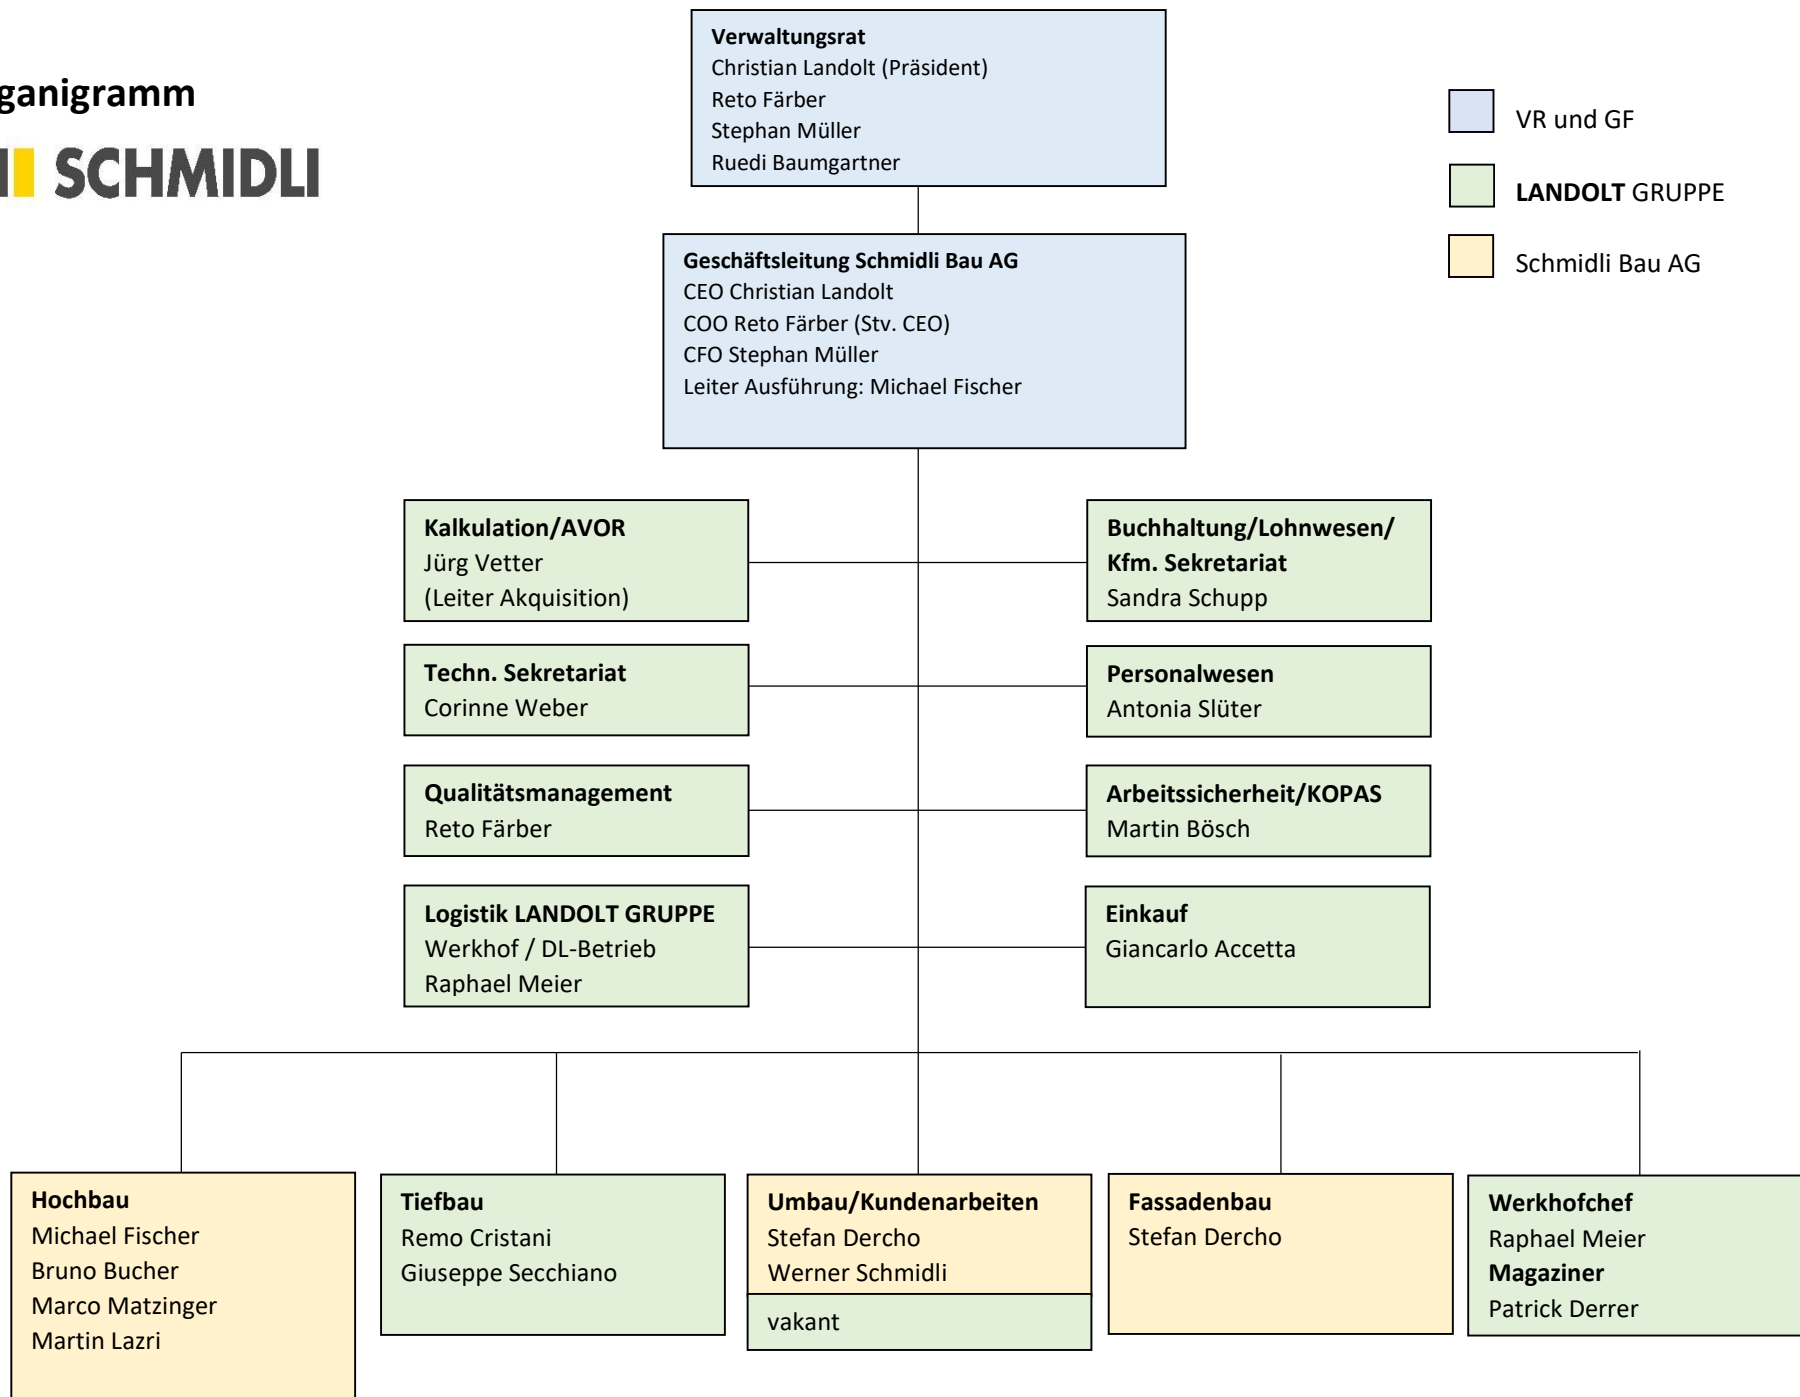 ganigramm
SCHMIDLI
Verwaltungsrat
Christian Landolt (Präsident)
Reto Färber
Stephan Müller
Ruedi Baumgartner
VR und GF
LANDOLT GRUPPE
Schmidli Bau AG
Geschäftsleitung Schmidli Bau AG
CEO Christian Landolt
COO Reto Färber (Stv. CEO)
CFO Stephan Müller
Leiter Ausführung: Michael Fischer
Kalkulation/AVOR
Jürg Vetter
(Leiter Akquisition)
Buchhaltung/Lohnwesen/
Kfm. Sekretariat
Sandra Schupp
Techn. Sekretariat
Corinne Weber
Personalwesen
Antonia Slüter
Qualitätsmanagement
Reto Färber
Arbeitssicherheit/KOPAS
Martin Bösch
Logistik LANDOLT GRUPPE
Werkhof / DL-Betrieb
Raphael Meier
Einkauf
Giancarlo Accetta
Hochbau
Michael Fischer
Bruno Bucher
Marco Matzinger
Martin Lazri
Tiefbau
Remo Cristani
Giuseppe Secchiano
Umbau/Kundenarbeiten
Stefan Dercho
Werner Schmidli
vakant
Fassadenbau
Stefan Dercho
Werkhofchef
Raphael Meier
Magaziner
Patrick Derrer